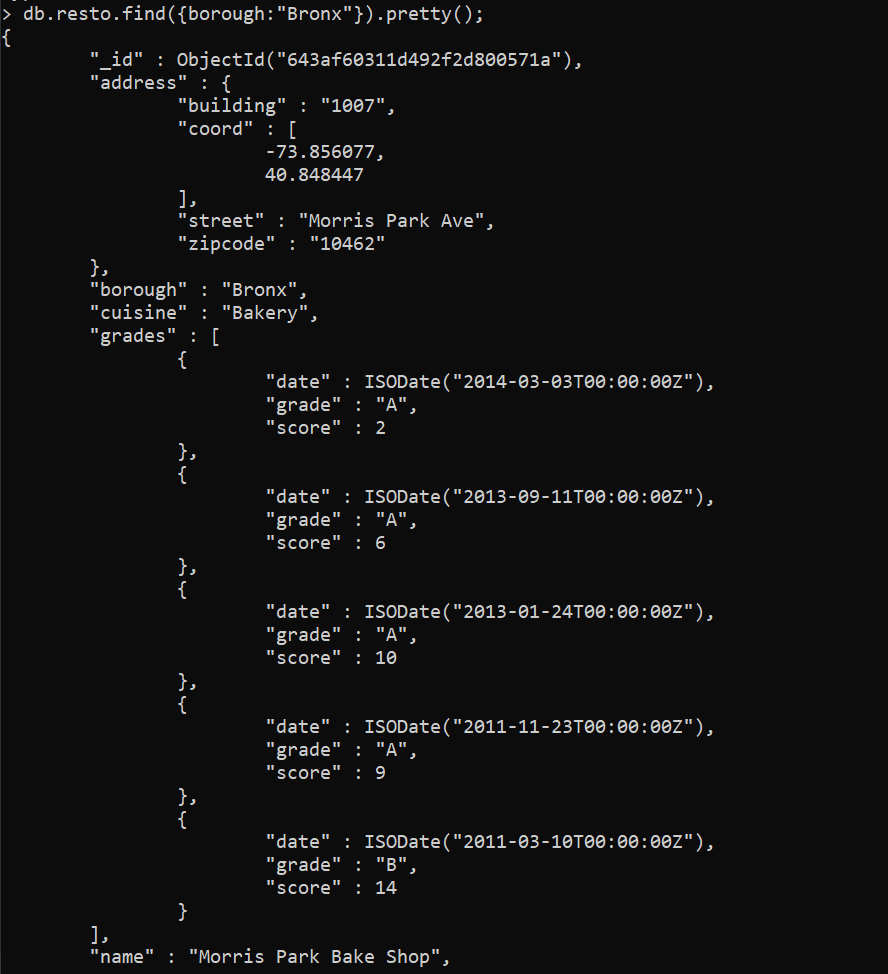 > db.resto.find({borough:"Bronx"}).pretty();
{
        "_id" : ObjectId("643af60311d492f2d800571a"),
        "address" : {
                "building" : "1007",
                "coord" : [
                        -73.856077,
                        40.848447
                ],
                "street" : "Morris Park Ave",
                "zipcode" : "10462"
        },
        "borough" : "Bronx",
        "cuisine" : "Bakery",
        "grades" : [
                {
                        "date" : ISODate("2014-03-03T00:00:00Z"),
                        "grade" : "A",
                        "score" : 2
                },
                {
                        "date" : ISODate("2013-09-11T00:00:00Z"),
                        "grade" : "A",
                        "score" : 6
                },
                {
                        "date" : ISODate("2013-01-24T00:00:00Z"),
                        "grade" : "A",
                        "score" : 10
                },
                {
                        "date" : ISODate("2011-11-23T00:00:00Z"),
                        "grade" : "A",
                        "score" : 9
                },
                {
                        "date" : ISODate("2011-03-10T00:00:00Z"),
                        "grade" : "B",
                        "score" : 14
                }
        ],
        "name" : "Morris Park Bake Shop",